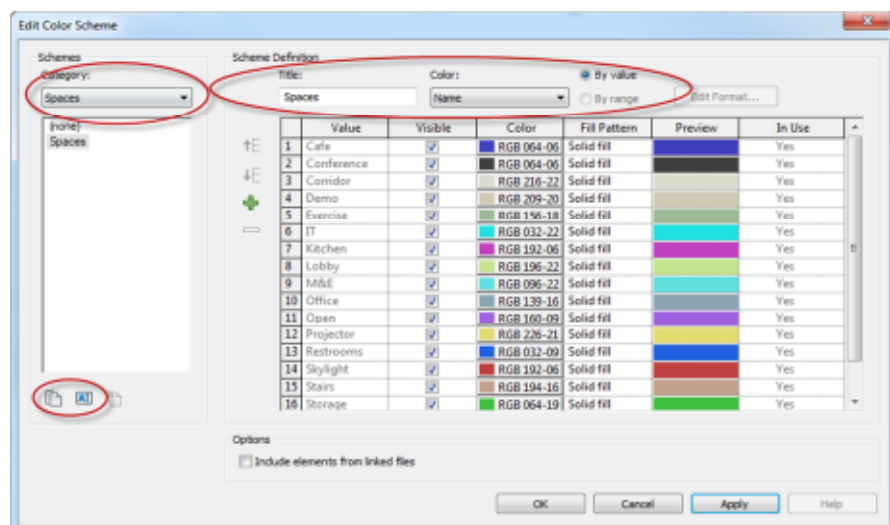 Edit Color Scheme
Schemes
Category:
Spaces
(none)
Spaces
Scheme Definition
Title:
Color:
By value
Spaces
Name
By range
Edit Format...
Value Visible Color Fill Pattern Preview In Use
1 Cafe RGB 064-06 Solid fill Yes
2 Conference RGB 064-06 Solid fill Yes
3 Corridor RGB 216-22 Solid fill Yes
4 Demo RGB 209-20 Solid fill Yes
5 Exercise RGB 156-18 Solid fill Yes
6 IT RGB 032-22 Solid fill Yes
7 Kitchen RGB 192-06 Solid fill Yes
8 Lobby RGB 196-22 Solid fill Yes
9 M&E RGB 096-22 Solid fill Yes
10 Office RGB 139-16 Solid fill Yes
11 Open RGB 160-09 Solid fill Yes
12 Projector RGB 226-21 Solid fill Yes
13 Restrooms RGB 032-09 Solid fill Yes
14 Skylight RGB 192-06 Solid fill Yes
15 Stairs RGB 194-16 Solid fill Yes
16 Storage RGB 064-19 Solid fill Yes
Options
Include elements from linked files
OK Cancel Apply Help